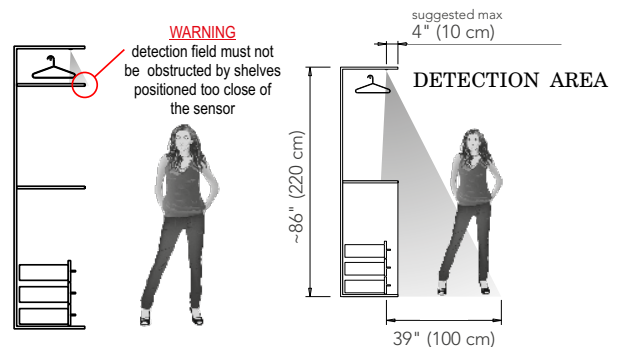 WARNING
detection field must not
be obstructed by shelves
positioned too close of
the sensor
suggested max
4" (10 cm)
DETECTION AREA
~86" (220 cm)
39" (100 cm)